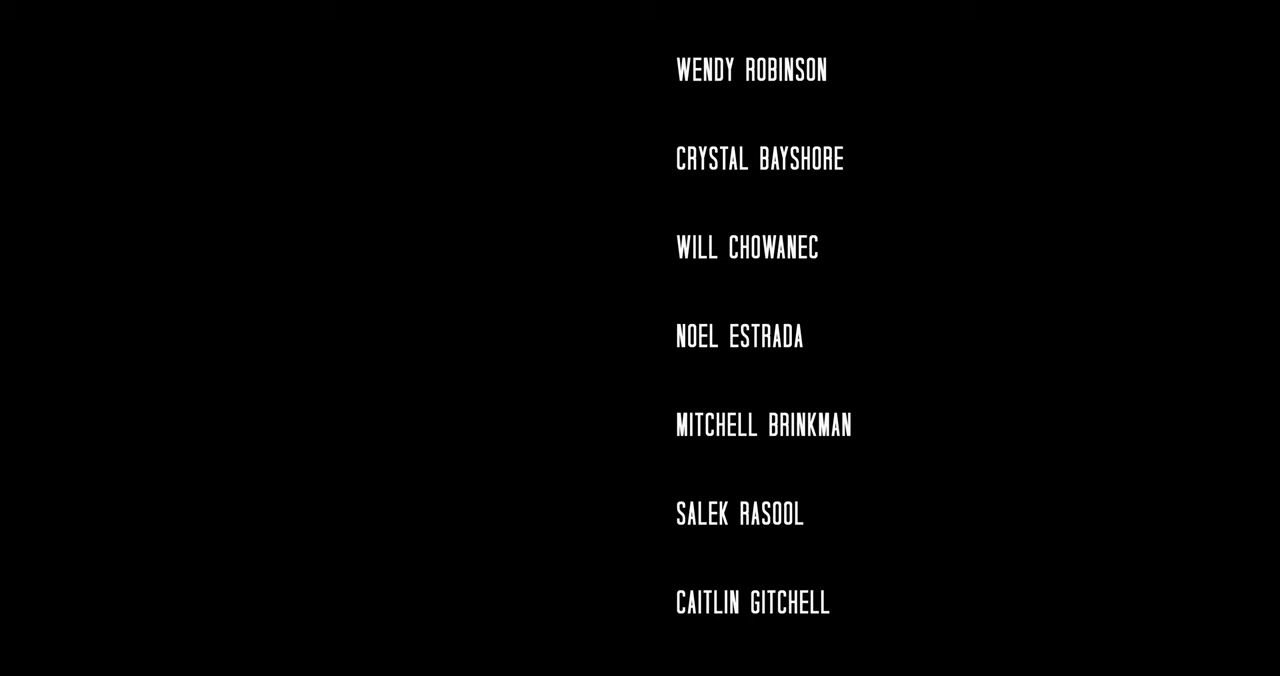 WENDY ROBINSON
CRYSTAL BAYSHORE
WILL CHOWANEC
NOEL ESTRADA
MITCHELL BRINKMAN
SALEK RASOOL
CAITLIN GITCHELL